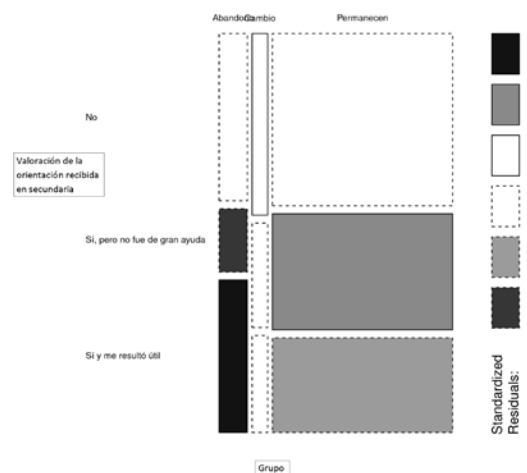 Abandona Cambio Permanecen
No
Valoración de la
orientación recibida
en secundaria
Si, pero no fue de gran ayuda
Si y me resultó útil
Standardized
Residuals:
Grupo